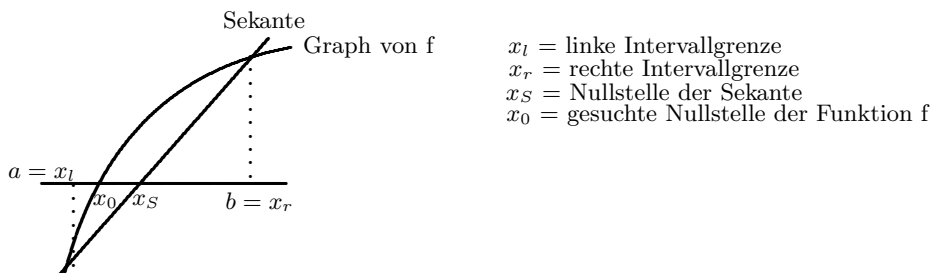 Sekante
Graph von f
x_l = linke Intervallgrenze
x_r = rechte Intervallgrenze
x_S = Nullstelle der Sekante
x_0 = gesuchte Nullstelle der Funktion f
a = x_l
x_0 x_S
b = x_r